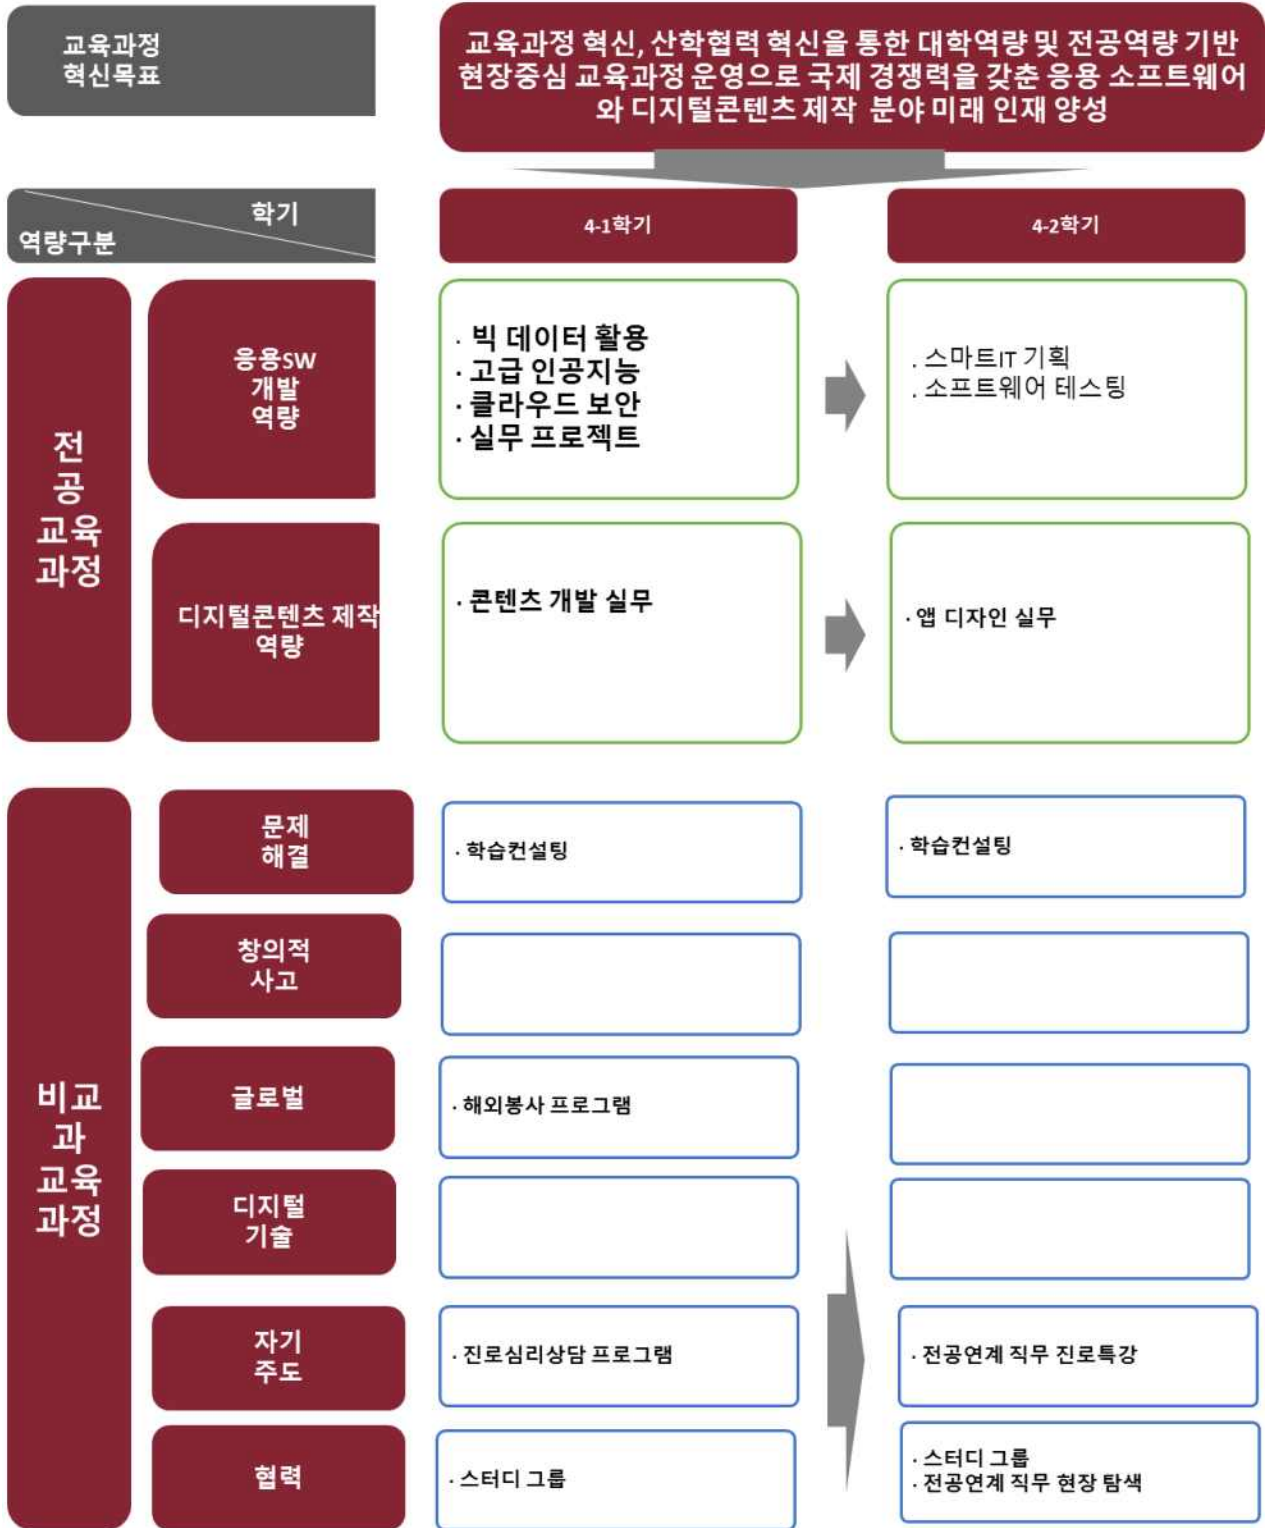 교육과정
혁신목표
교육과정 혁신, 산학협력 혁신을 통한 대학역량 및 전공역량 기반
현장중심 교육과정 운영으로 국제 경쟁력을 갖춘 응용 소프트웨어
와 디지털콘텐츠 제작 분야 미래 인재 양성
학기
역량구분
4-1학기
4-2학기
전
공
교육
과정
응용SW
개발
역량
· 빅 데이터 활용
· 고급 인공지능
· 클라우드 보안
· 실무 프로젝트
. 스마트IT 기획
. 소프트웨어 테스팅
디지털콘텐츠 제작
역량
· 콘텐츠 개발 실무
· 앱 디자인 실무
비교
과
교육
과정
문제
해결
· 학습컨설팅
· 학습컨설팅
창의적
사고
글로벌
· 해외봉사 프로그램
디지털
기술
자기
주도
· 진로심리상담 프로그램
· 전공연계 직무 진로특강
협력
· 스터디 그룹
· 스터디 그룹
· 전공연계 직무 현장 탐색